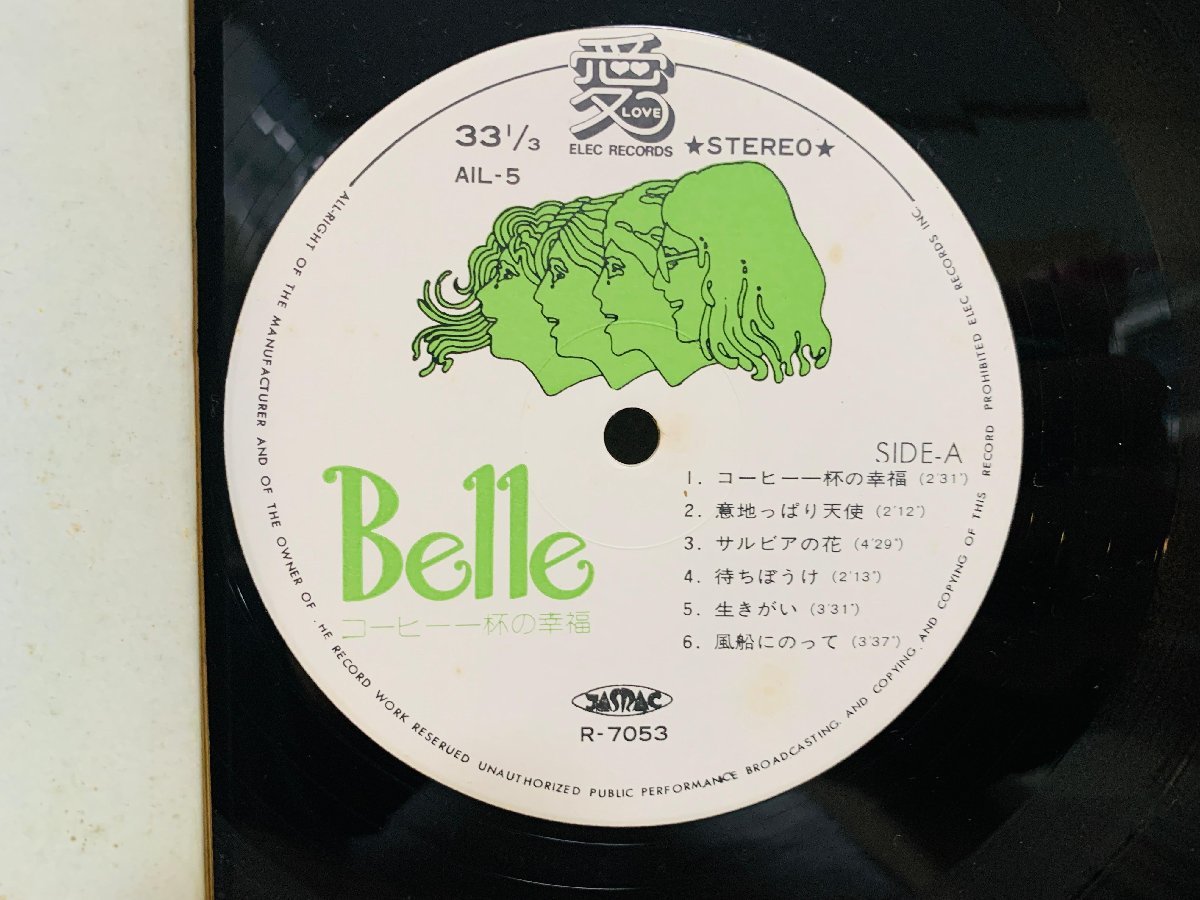 愛
LOVE
ELEC RECORDS
33 1/3
★STEREO★
AIL-5
SIDE-A
1. コーヒー一杯の幸福 (2'31")
2. 意地っぱり天使 (2'12")
3. サルビアの花 (4'29")
4. 待ちぼうけ (2'13")
5. 生きがい (3'31")
6. 風船にのって (3'37")
Belle
コーヒー一杯の幸福
JASRAC
R-7053
ALL-RIGHT OF THE MANUFACTURER AND OF THE OWNER OF .HE RECORD WORK RESERUED UNAUTHORIZED PUBLIC PERFORMANCE BROADCASTING. AND COPYING. AND COPYING OF THIS RECORD PROHIBITED ELEC RECORDS INC.